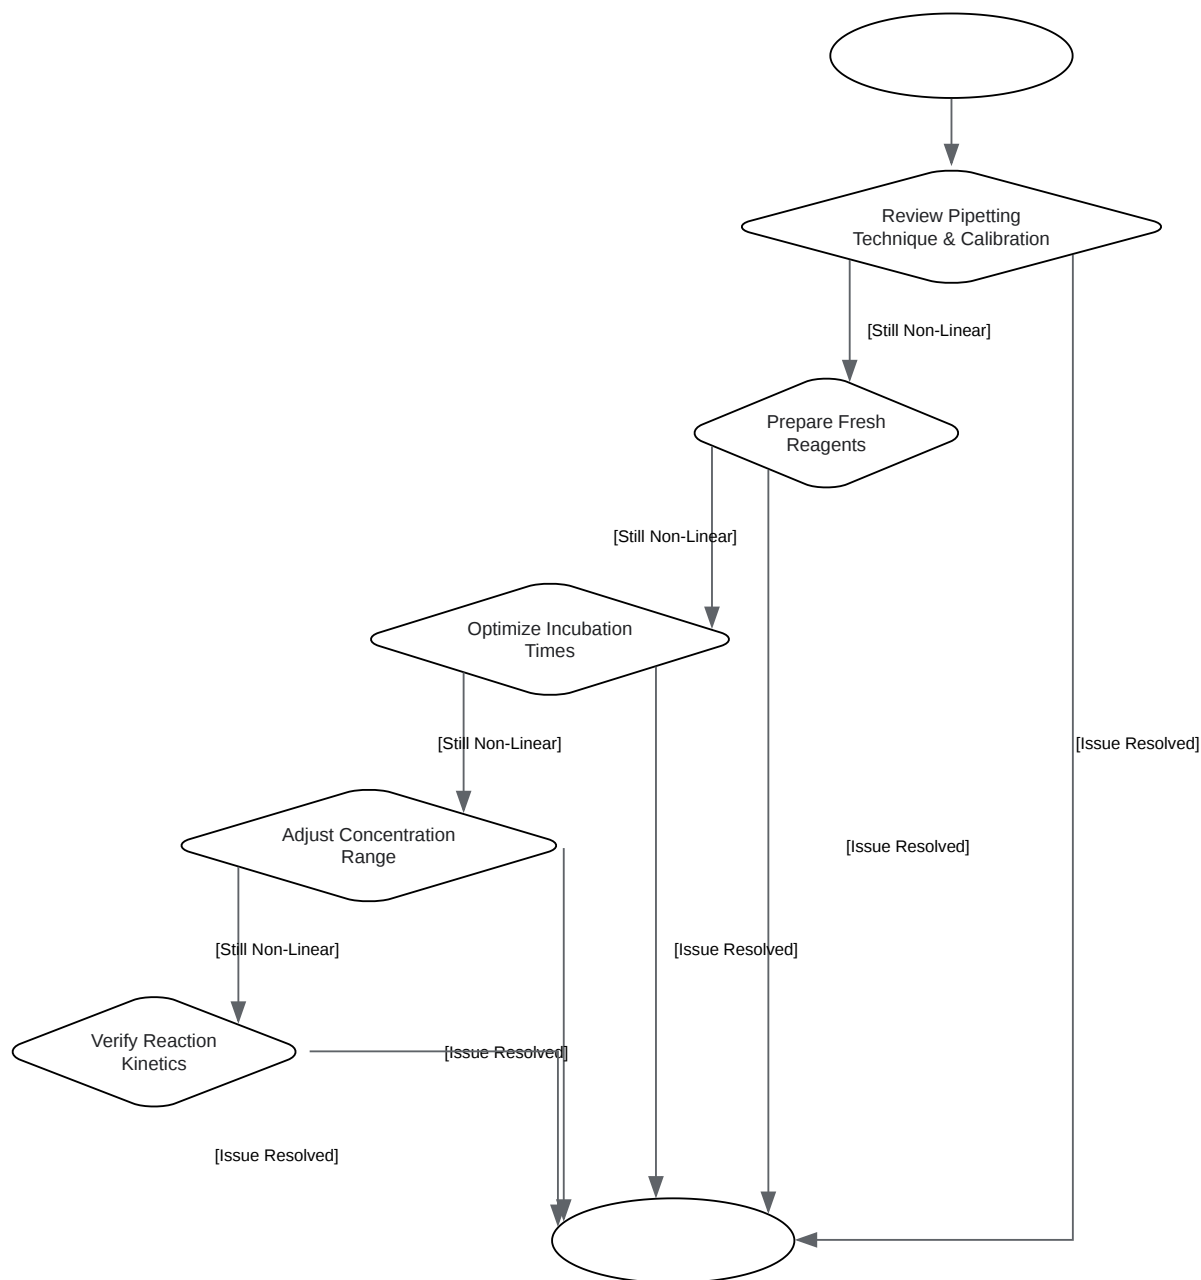 Review Pipetting
Technique & Calibration
[Still Non-Linear]
Prepare Fresh
Reagents
[Still Non-Linear]
Optimize Incubation
Times
[Still Non-Linear]
[Issue Resolved]
Adjust Concentration
Range
[Issue Resolved]
[Still Non-Linear]
[Issue Resolved]
Verify Reaction
Kinetics
[Issue Resolved]
[Issue Resolved]